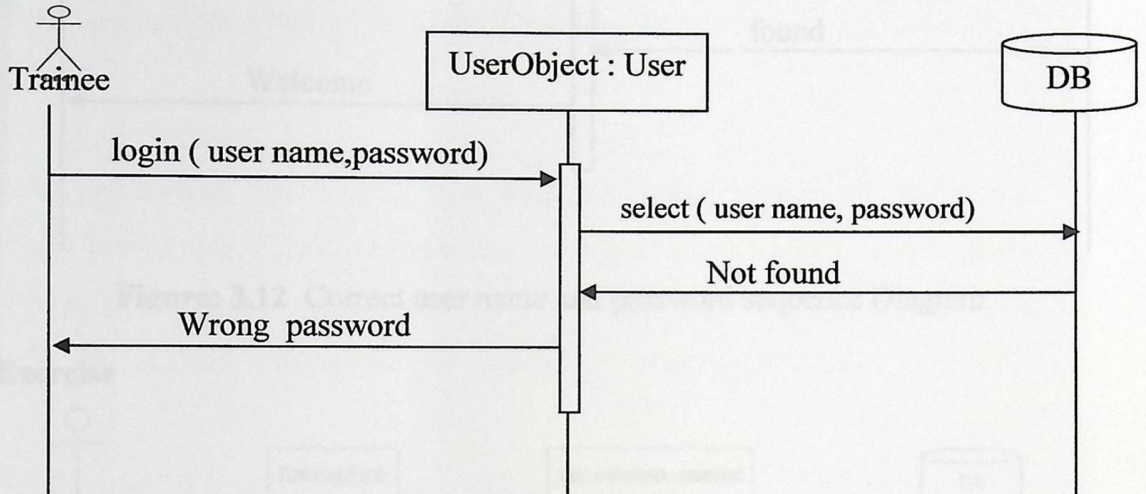 found
Trainee
UserObject : User
DB
Welcome
login ( user name,password)
select ( user name, password)
Not found
Figure: 3.12 Correct user name and password sequence Diagram
Wrong password
Exercise
DB